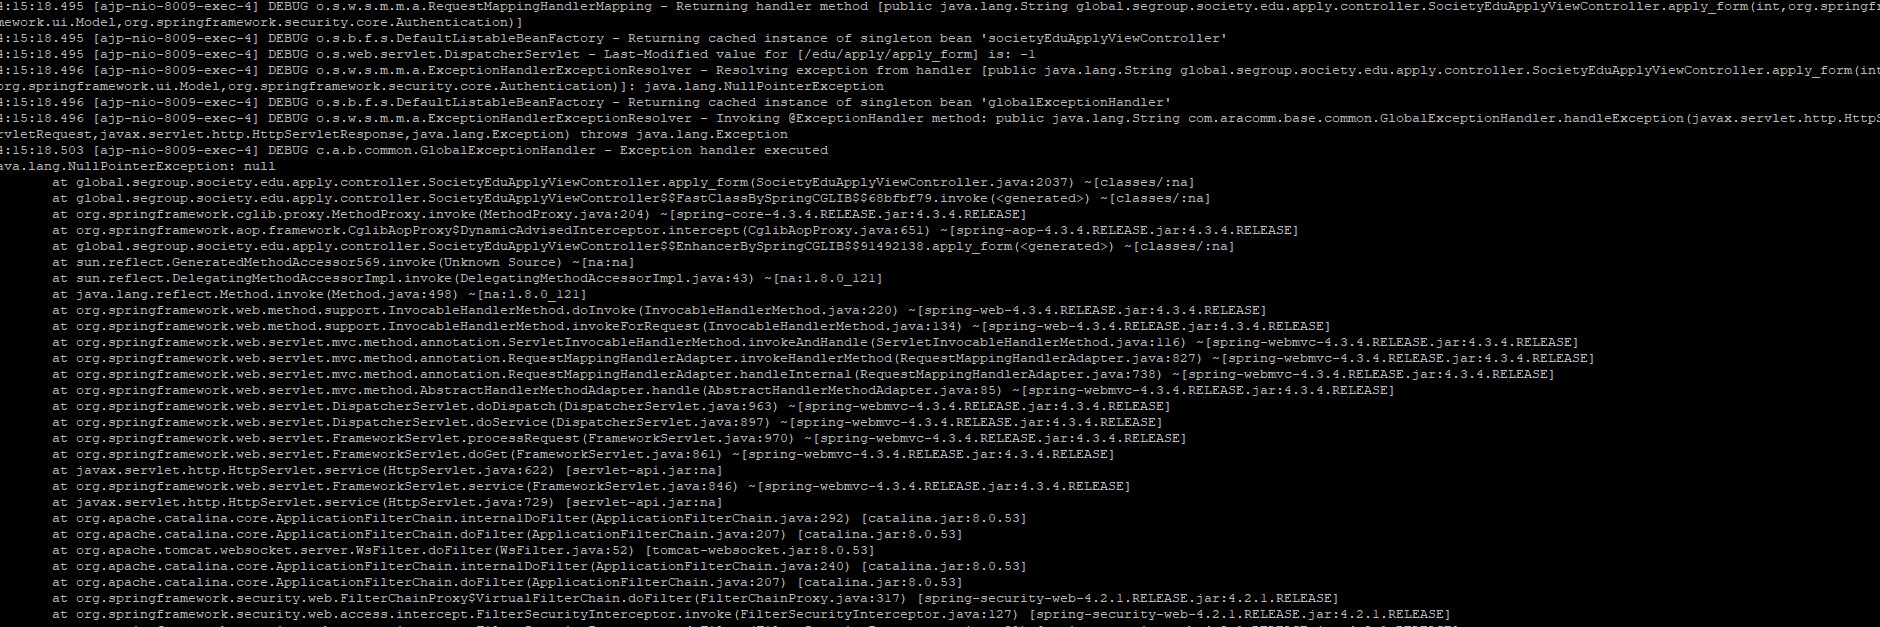 4:15:18.495 [ajp-nio-8009-exec-4] DEBUG o.s.w.s.m.m.a.RequestMappingHandlerMapping - Returning handler method [public java.lang.String global.segroup.society.edu.apply.controller.SocietyEduApplyViewController.apply_form(int,org.springfr
mework.ui.Model,org.springframework.security.core.Authentication)]
4:15:18.495 [ajp-nio-8009-exec-4] DEBUG o.s.b.f.s.DefaultListableBeanFactory - Returning cached instance of singleton bean 'societyEduApplyViewController'
4:15:18.495 [ajp-nio-8009-exec-4] DEBUG o.s.web.servlet.DispatcherServlet - Last-Modified value for [/edu/apply/apply_form] is: -1
4:15:18.496 [ajp-nio-8009-exec-4] DEBUG o.s.w.s.m.m.a.ExceptionHandlerExceptionResolver - Resolving exception from handler [public java.lang.String global.segroup.society.edu.apply.controller.SocietyEduApplyViewController.apply_form(int
org.springframework.ui.Model,org.springframework.security.core.Authentication)]: java.lang.NullPointerException
4:15:18.496 [ajp-nio-8009-exec-4] DEBUG o.s.b.f.s.DefaultListableBeanFactory - Returning cached instance of singleton bean 'globalExceptionHandler'
4:15:18.496 [ajp-nio-8009-exec-4] DEBUG o.s.w.s.m.m.a.ExceptionHandlerExceptionResolver - Invoking @ExceptionHandler method: public java.lang.String com.aracomm.base.common.GlobalExceptionHandler.handleException(javax.servlet.http.HttpS
rvletRequest,javax.servlet.http.HttpServletResponse,java.lang.Exception) throws java.lang.Exception
4:15:18.503 [ajp-nio-8009-exec-4] DEBUG c.a.b.common.GlobalExceptionHandler - Exception handler executed
ava.lang.NullPointerException: null
at global.segroup.society.edu.apply.controller.SocietyEduApplyViewController.apply_form(SocietyEduApplyViewController.java:2037) ~[classes/:na]
at global.segroup.society.edu.apply.controller.SocietyEduApplyViewController$$FastClassBySpringCGLIB$$68bfbf79.invoke(<generated>) ~[classes/:na]
at org.springframework.cglib.proxy.MethodProxy.invoke(MethodProxy.java:204) ~[spring-core-4.3.4.RELEASE.jar:4.3.4.RELEASE]
at org.springframework.aop.framework.CglibAopProxy$DynamicAdvisedInterceptor.intercept(CglibAopProxy.java:651) ~[spring-aop-4.3.4.RELEASE.jar:4.3.4.RELEASE]
at global.segroup.society.edu.apply.controller.SocietyEduApplyViewController$$EnhancerBySpringCGLIB$$91492138.apply_form(<generated>) ~[classes/:na]
at sun.reflect.GeneratedMethodAccessor569.invoke(Unknown Source) ~[na:na]
at sun.reflect.DelegatingMethodAccessorImpl.invoke(DelegatingMethodAccessorImpl.java:43) ~[na:1.8.0_121]
at java.lang.reflect.Method.invoke(Method.java:498) ~[na:1.8.0_121]
at org.springframework.web.method.support.InvocableHandlerMethod.doInvoke(InvocableHandlerMethod.java:220) ~[spring-web-4.3.4.RELEASE.jar:4.3.4.RELEASE]
at org.springframework.web.method.support.InvocableHandlerMethod.invokeForRequest(InvocableHandlerMethod.java:134) ~[spring-web-4.3.4.RELEASE.jar:4.3.4.RELEASE]
at org.springframework.web.servlet.mvc.method.annotation.ServletInvocableHandlerMethod.invokeAndHandle(ServletInvocableHandlerMethod.java:116) ~[spring-webmvc-4.3.4.RELEASE.jar:4.3.4.RELEASE]
at org.springframework.web.servlet.mvc.method.annotation.RequestMappingHandlerAdapter.invokeHandlerMethod(RequestMappingHandlerAdapter.java:827) ~[spring-webmvc-4.3.4.RELEASE.jar:4.3.4.RELEASE]
at org.springframework.web.servlet.mvc.method.annotation.RequestMappingHandlerAdapter.handleInternal(RequestMappingHandlerAdapter.java:738) ~[spring-webmvc-4.3.4.RELEASE.jar:4.3.4.RELEASE]
at org.springframework.web.servlet.mvc.method.AbstractHandlerMethodAdapter.handle(AbstractHandlerMethodAdapter.java:85) ~[spring-webmvc-4.3.4.RELEASE.jar:4.3.4.RELEASE]
at org.springframework.web.servlet.DispatcherServlet.doDispatch(DispatcherServlet.java:963) ~[spring-webmvc-4.3.4.RELEASE.jar:4.3.4.RELEASE]
at org.springframework.web.servlet.DispatcherServlet.doService(DispatcherServlet.java:897) ~[spring-webmvc-4.3.4.RELEASE.jar:4.3.4.RELEASE]
at org.springframework.web.servlet.FrameworkServlet.processRequest(FrameworkServlet.java:970) ~[spring-webmvc-4.3.4.RELEASE.jar:4.3.4.RELEASE]
at org.springframework.web.servlet.FrameworkServlet.doGet(FrameworkServlet.java:861) ~[spring-webmvc-4.3.4.RELEASE.jar:4.3.4.RELEASE]
at javax.servlet.http.HttpServlet.service(HttpServlet.java:622) [servlet-api.jar:na]
at org.springframework.web.servlet.FrameworkServlet.service(FrameworkServlet.java:846) ~[spring-webmvc-4.3.4.RELEASE.jar:4.3.4.RELEASE]
at javax.servlet.http.HttpServlet.service(HttpServlet.java:729) [servlet-api.jar:na]
at org.apache.catalina.core.ApplicationFilterChain.internalDoFilter(ApplicationFilterChain.java:292) [catalina.jar:8.0.53]
at org.apache.catalina.core.ApplicationFilterChain.doFilter(ApplicationFilterChain.java:207) [catalina.jar:8.0.53]
at org.apache.tomcat.websocket.server.WsFilter.doFilter(WsFilter.java:52) [tomcat-websocket.jar:8.0.53]
at org.apache.catalina.core.ApplicationFilterChain.internalDoFilter(ApplicationFilterChain.java:240) [catalina.jar:8.0.53]
at org.apache.catalina.core.ApplicationFilterChain.doFilter(ApplicationFilterChain.java:207) [catalina.jar:8.0.53]
at org.springframework.security.web.FilterChainProxy$VirtualFilterChain.doFilter(FilterChainProxy.java:317) [spring-security-web-4.2.1.RELEASE.jar:4.2.1.RELEASE]
at org.springframework.security.web.access.intercept.FilterSecurityInterceptor.invoke(FilterSecurityInterceptor.java:127) [spring-security-web-4.2.1.RELEASE.jar:4.2.1.RELEASE]